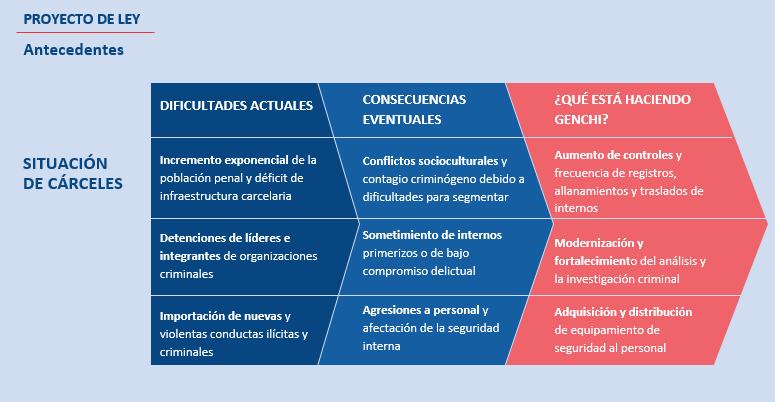 PROYECTO DE LEY
Antecedentes
SITUACIÓN
DE CÁRCELES
DIFICULTADES ACTUALES
CONSECUENCIAS
EVENTUALES
¿QUÉ ESTÁ HACIENDO
GENCHI?
Incremento exponencial de la
población penal y déficit de
infraestructura carcelaria
Conflictos socioculturales y
contagio criminógeno debido a
dificultades para segmentar
Aumento de controles y
frecuencia de registros,
allanamientos y traslados de
internos
Detenciones de líderes e
integrantes de organizaciones
criminales
Sometimiento de internos
primerizos o de bajo
compromiso delictual
Modernización y
fortalecimiento del análisis y
la investigación criminal
Importación de nuevas y
violentas conductas ilícitas y
criminales
Agresiones a personal y
afectación de la seguridad
interna
Adquisición y distribución
de equipamiento de
seguridad al personal